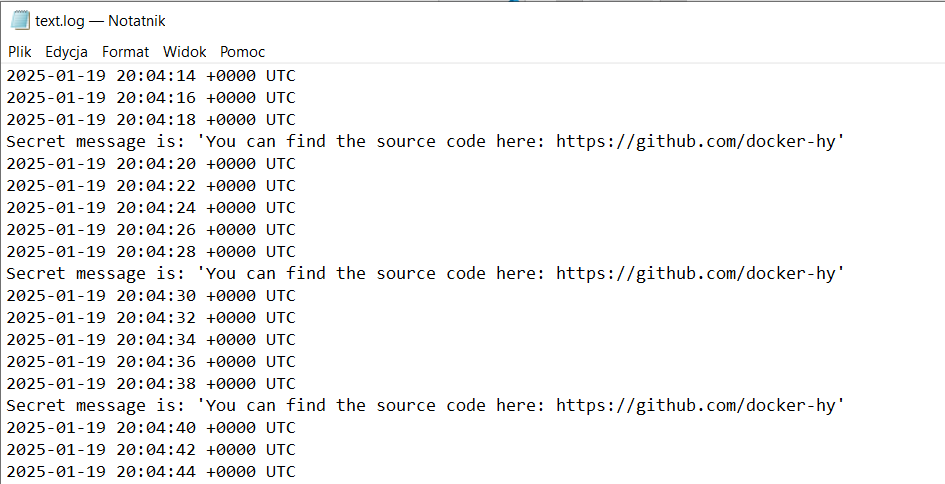 text.log — Notatnik
Plik Edycja Format Widok Pomoc
2025-01-19 20:04:14 +0000 UTC
2025-01-19 20:04:16 +0000 UTC
2025-01-19 20:04:18 +0000 UTC
Secret message is: 'You can find the source code here: https://github.com/docker-hy'
2025-01-19 20:04:20 +0000 UTC
2025-01-19 20:04:22 +0000 UTC
2025-01-19 20:04:24 +0000 UTC
2025-01-19 20:04:26 +0000 UTC
2025-01-19 20:04:28 +0000 UTC
Secret message is: 'You can find the source code here: https://github.com/docker-hy'
2025-01-19 20:04:30 +0000 UTC
2025-01-19 20:04:32 +0000 UTC
2025-01-19 20:04:34 +0000 UTC
2025-01-19 20:04:36 +0000 UTC
2025-01-19 20:04:38 +0000 UTC
Secret message is: 'You can find the source code here: https://github.com/docker-hy'
2025-01-19 20:04:40 +0000 UTC
2025-01-19 20:04:42 +0000 UTC
2025-01-19 20:04:44 +0000 UTC